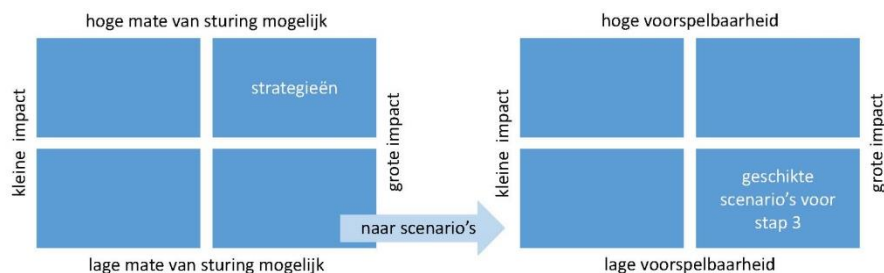 hoge mate van sturing mogelijk
kleine impact
strategieën
grote impact
lage mate van sturing mogelijk
naar scenario's
hoge voorspelbaarheid
kleine impact
geschikte
scenario's voor
stap 3
grote impact
lage voorspelbaarheid